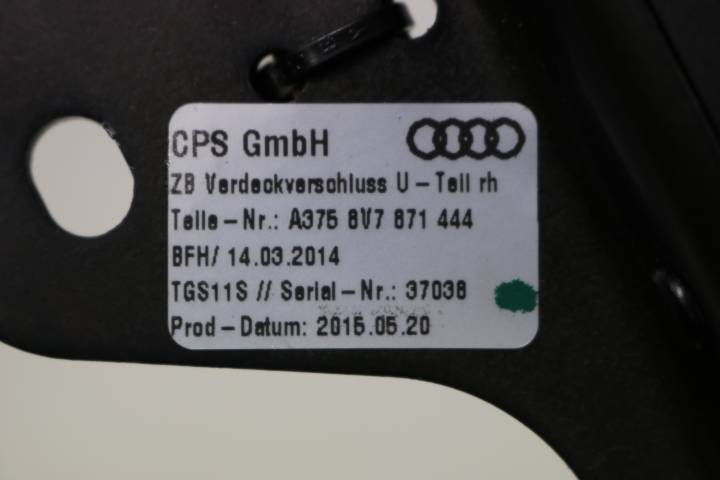 CPS GmbH
ZB Verdeckverschluss U-Teil rh
Teile-Nr.: A375 8V7 871 444
BFH/ 14.03.2014
TGS11S // Serial-Nr.: 37038
Prod-Datum: 2015.05.20